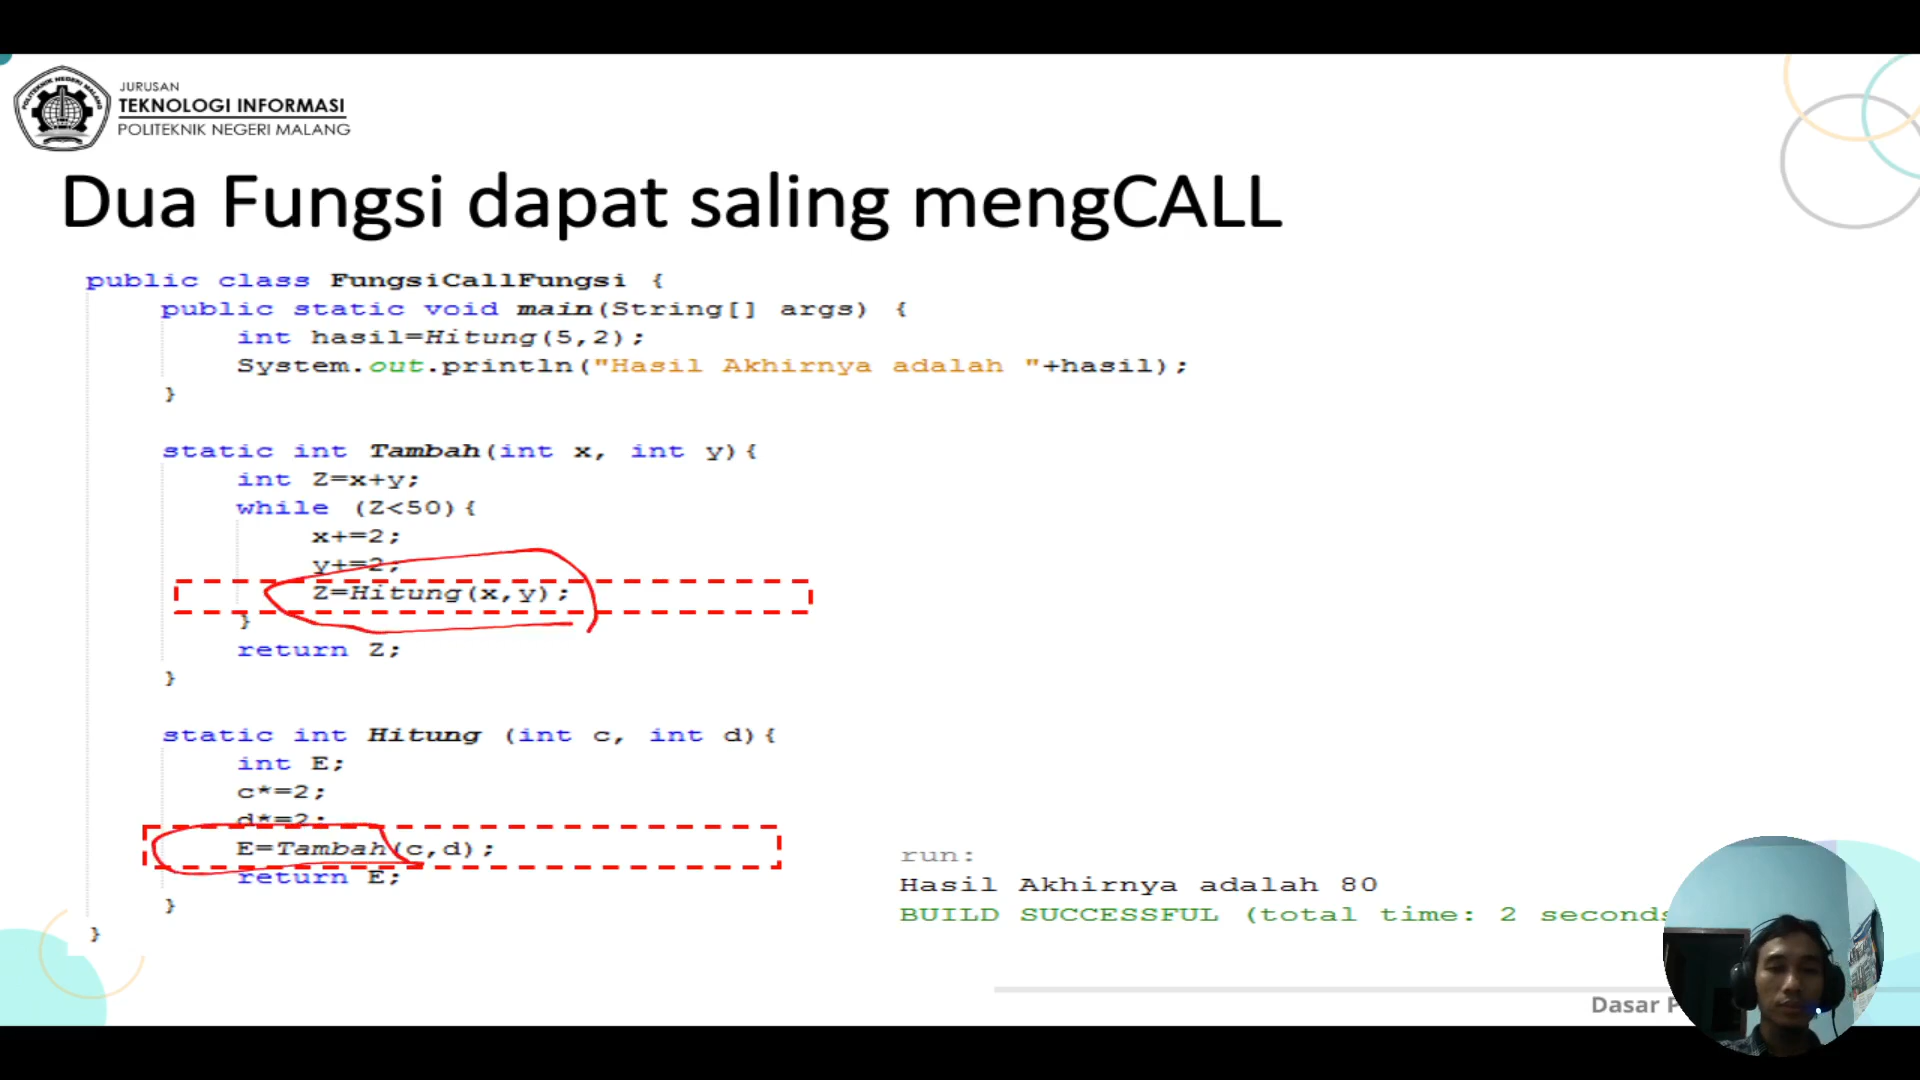 JURUSAN
TEKNOLOGI INFORMASI
POLITEKNIK NEGERI MALANG
Dua Fungsi dapat saling mengCALL
public class FungsiCallFungsi {
public static void main(String[] args) {
int hasil=Hitung(5,2);
System.out.println("Hasil Akhirnya adalah "+hasil);
}
static int Tambah(int x, int y){
int Z=x+y;
while (Z<50){
x+=2;
y+=2;
Z=Hitung(x,y);
}
return Z;
}
static int Hitung (int c, int d){
int E;
c*=2;
d*=2;
E=Tambah(c,d);
return E;
}
}
run:
Hasil Akhirnya adalah 80
BUILD SUCCESSFUL (total time: 2 seconds
Dasar